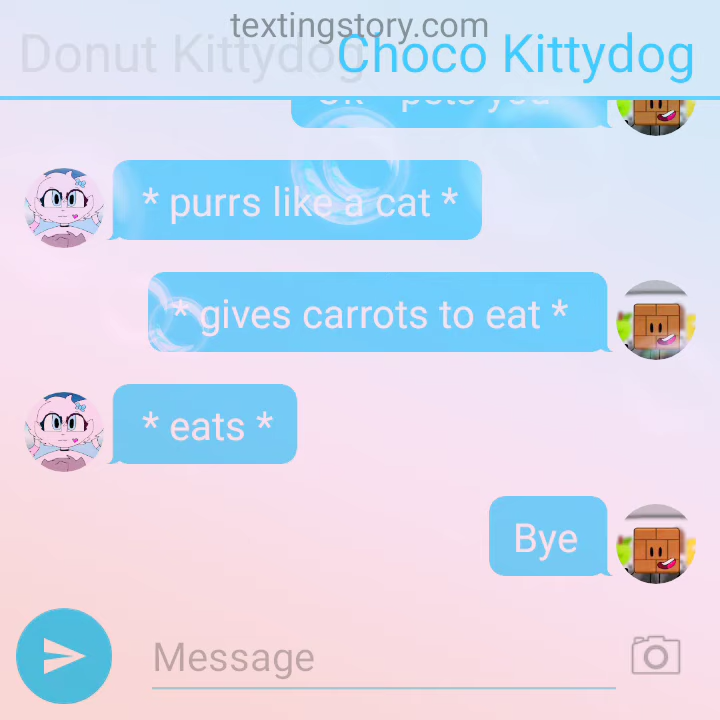 textingstory.com
Donut Kittydog Choco Kittydog
* purrs like a cat *
* gives carrots to eat *
* eats *
Bye
Message